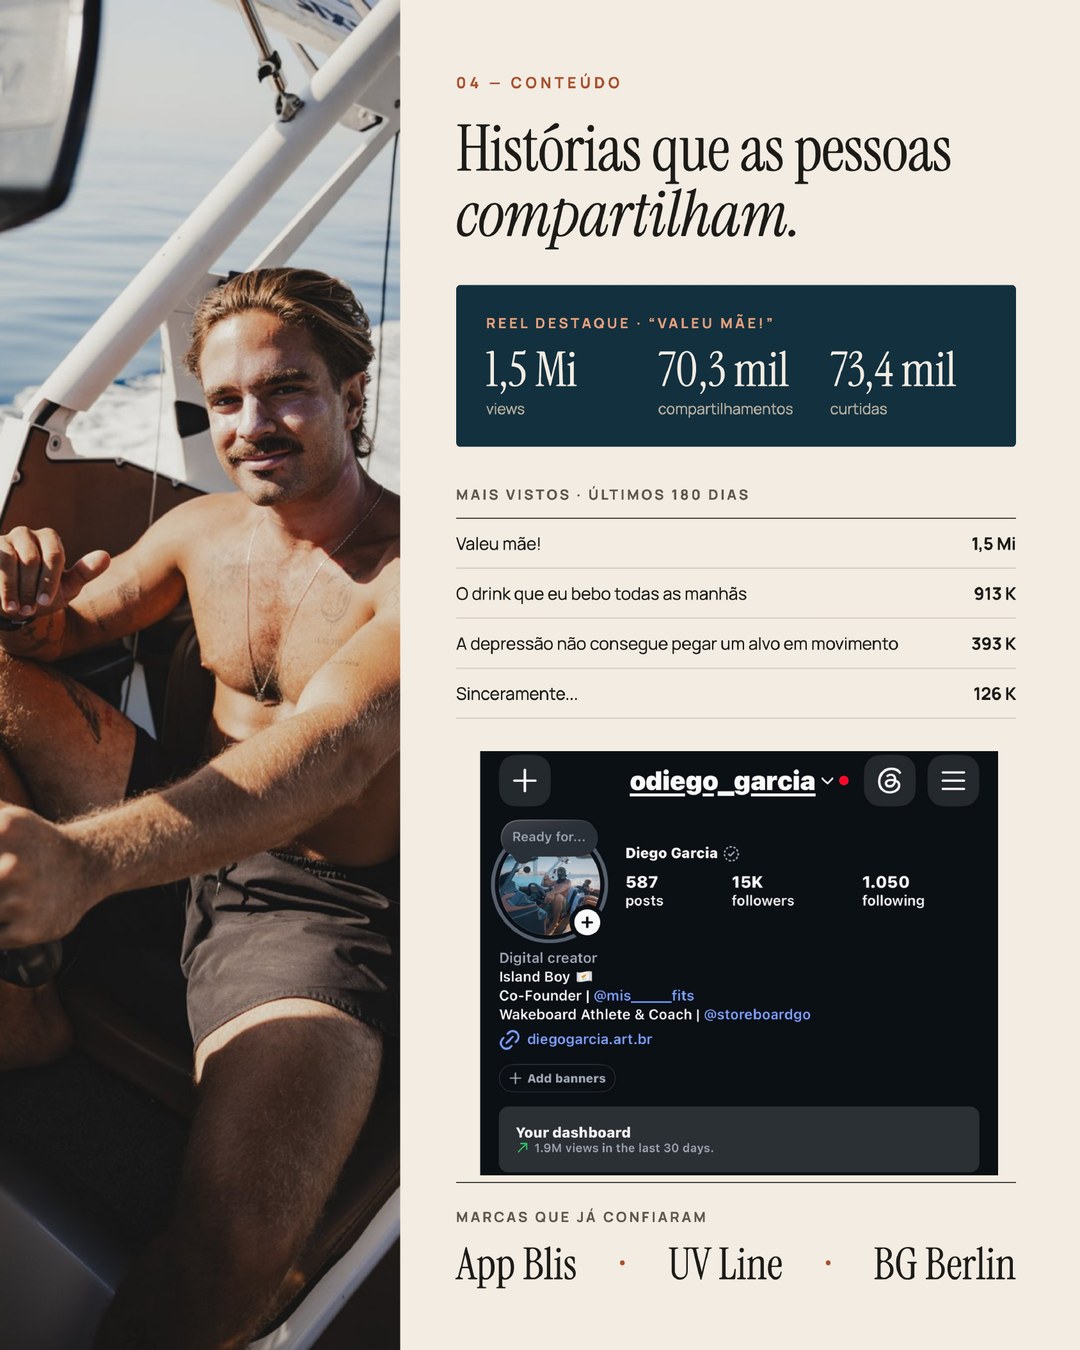 04 — CONTEÚDO
Histórias que as pessoas
compartilham.
REEL DESTAQUE · “VALEU MÃE!”
1,5 Mi 70,3 mil 73,4 mil
views compartilhamentos curtidas
MAIS VISTOS · ÚLTIMOS 180 DIAS
Valeu mãe! 1,5 Mi
O drink que eu bebo todas as manhãs 913 K
A depressão não consegue pegar um alvo em movimento 393 K
Sinceramente... 126 K
odiego_garcia
Ready for...
Diego Garcia
587 15K 1.050
posts followers following
Digital creator
Island Boy 🇨🇾
Co-Founder | @mis_____fits
Wakeboard Athlete & Coach | @storeboardgo
diegogarcia.art.br
+ Add banners
Your dashboard
1.9M views in the last 30 days.
MARCAS QUE JÁ CONFIARAM
App Blis · UV Line · BG Berlin